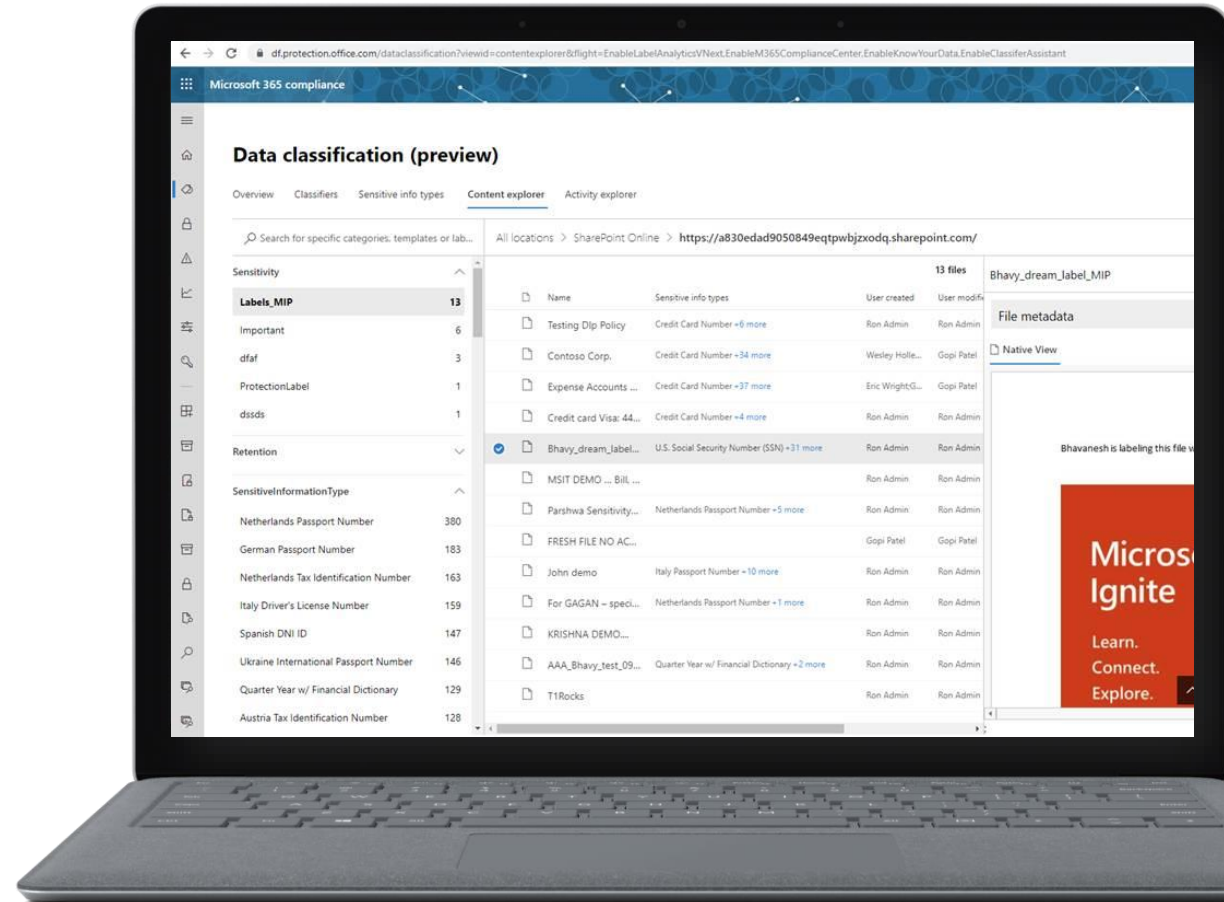 df.protection.office.com/dataclassification?viewid=contentexplorer&flight=EnableLabelAnalyticsVNext,EnableM365ComplianceCenter,EnableKnowYourData,EnableClassiferAssistant
Microsoft 365 compliance
Data classification (preview)
Overview Classifiers Sensitive info types Content explorer Activity explorer
Search for specific categories, templates or lab...
All locations > SharePoint Online > https://a830edad9050849eqtpwbjzxodq.sharepoint.com/
Sensitivity
Labels_MIP 13
Important 6
dfaf 3
ProtectionLabel 1
dssds 1
Retention
SensitiveInformationType
Netherlands Passport Number 380
German Passport Number 183
Netherlands Tax Identification Number 163
Italy Driver's License Number 159
Spanish DNI ID 147
Ukraine International Passport Number 146
Quarter Year w/ Financial Dictionary 129
Austria Tax Identification Number 128
13 files
Name Sensitive info types User created User modifi
Testing Dlp Policy Credit Card Number +6 more Ron Admin Ron Admin
Contoso Corp. Credit Card Number +34 more Wesley Holle... Gopi Patel
Expense Accounts ... Credit Card Number +37 more Eric Wright;G... Gopi Patel
Credit card Visa: 44... Credit Card Number +4 more Ron Admin Ron Admin
Bhavy_dream_label... U.S. Social Security Number (SSN) +31 more Ron Admin Ron Admin
MSIT DEMO ... Bill, ... Ron Admin Ron Admin
Parshwa Sensitivity... Netherlands Passport Number +5 more Ron Admin Ron Admin
FRESH FILE NO AC... Gopi Patel Gopi Patel
John demo Italy Passport Number +10 more Ron Admin Ron Admin
For GAGAN – speci... Netherlands Passport Number +1 more Ron Admin Ron Admin
KRISHNA DEMO.... Ron Admin Ron Admin
AAA_Bhavy_test_09... Quarter Year w/ Financial Dictionary +2 more Ron Admin Ron Admin
T1Rocks Ron Admin Ron Admin
Bhavy_dream_label_MIP
File metadata
Native View
Bhavanesh is labeling this file w
Micros
Ignite
Learn.
Connect.
Explore.